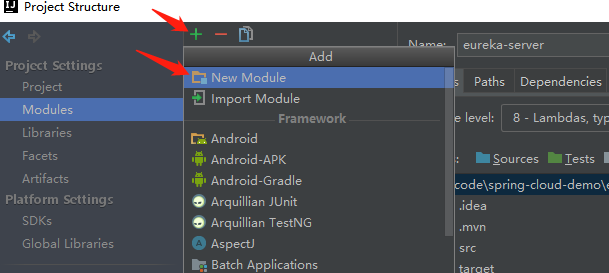 Project Structure
Add
Name: eureka-server
Project Settings
Project
Modules
Libraries
Facets
Artifacts
Platform Settings
SDKs
Global Libraries
New Module
Import Module
Framework
Android
Android-APK
Android-Gradle
Arquillian JUnit
Arquillian TestNG
AspectJ
Batch Applications
Paths Dependencies
level: 8 - Lambdas, typ
Sources Tests
code\spring-cloud-demo\e
.idea
.mvn
src
target